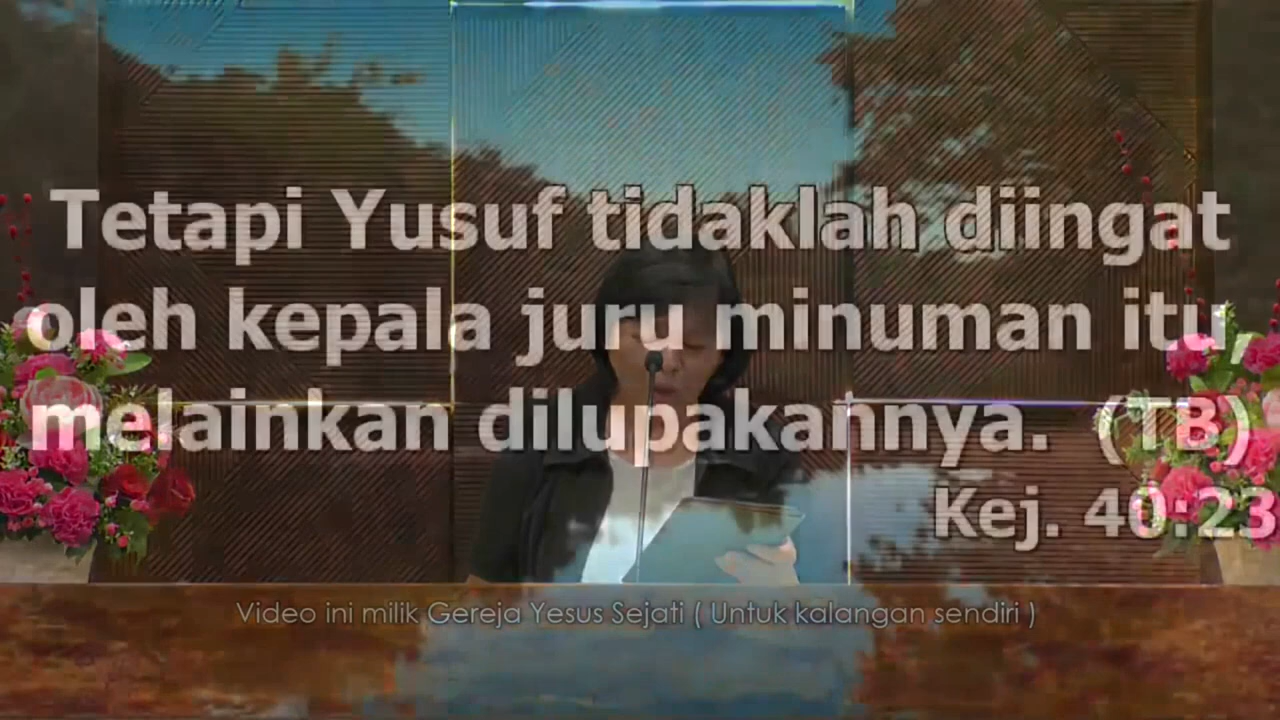 Tetapi Yusuf tidaklah diingat
oleh kepala juru minuman itu,
melainkan dilupakannya. (TB)
Kej. 40:23
Video ini milik Gereja Yesus Sejati ( Untuk kalangan sendiri )